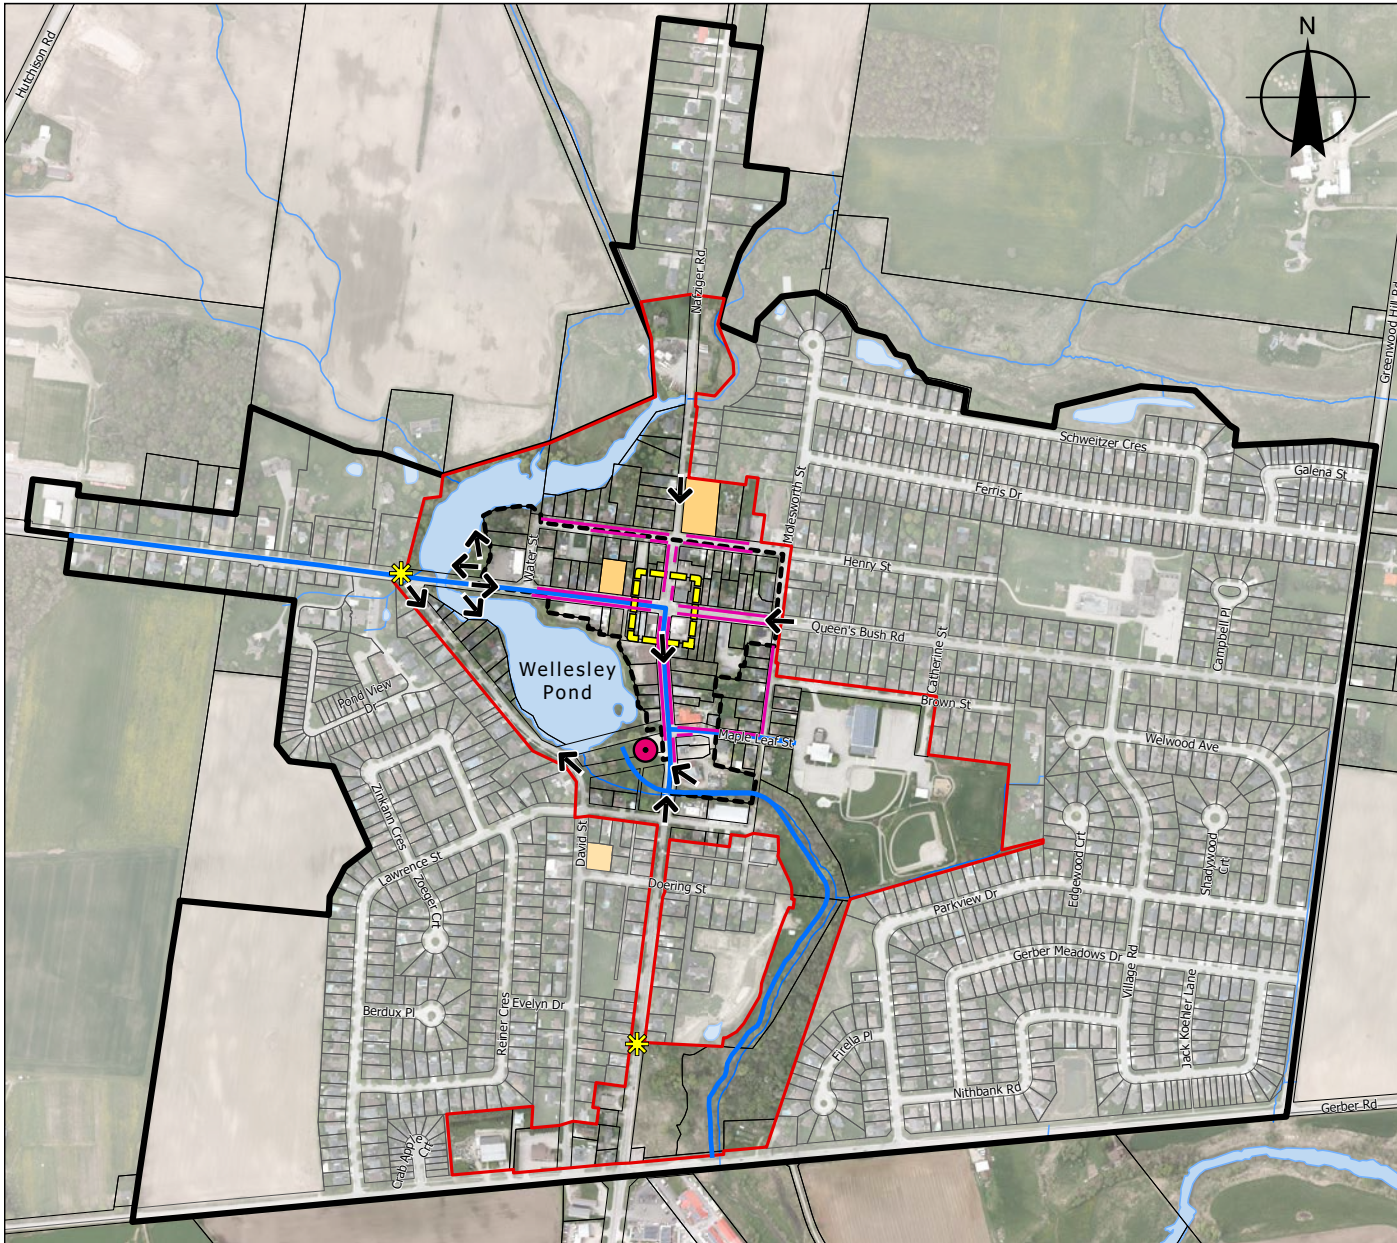 N
Hutchison Rd
Nafziger Rd
Greenwood Hill Rd
Schweitzer Cres
Galena St
Ferris Dr
Molesworth St
Water St
Henry St
Queen's Bush Rd
Campbell Pl
Catherine St
Wellesley
Pond
Pond View
Dr
Brown St
Maple Leaf St
Welwood Ave
Zinkann Cres
David St
Lawrence St
Edgewood Crt
Shadywood
Crt
Zoeger Crt
Doering St
Parkview Dr
Gerber Meadows Dr
Village Rd
Jack Koehler Lane
Evelyn Dr
Berdux Pl
Reiner Cres
Firella Pl
Nithbank Rd
Gerber Rd
Crab Apple
Crt